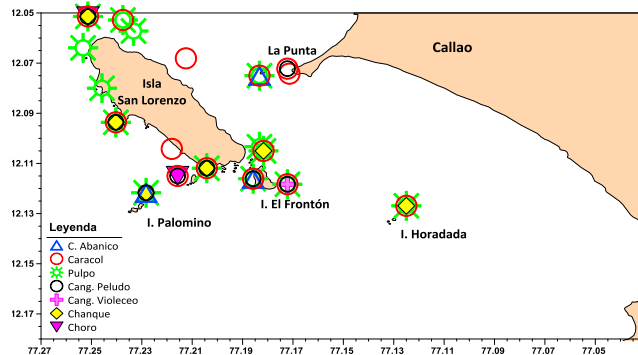 12.05
La Punta
Callao
12.07
Isla
San Lorenzo
12.09
12.11
I. El Frontón
12.13
I. Palomino
I. Horadada
Leyenda
C. Abanico
12.15
Caracol
Pulpo
Cang. Peludo
Cang. Violeceo
12.17
Chanque
Choro
77.27
77.25
77.23
77.21
77.19
77.17
77.15
77.13
77.11
77.09
77.07
77.05